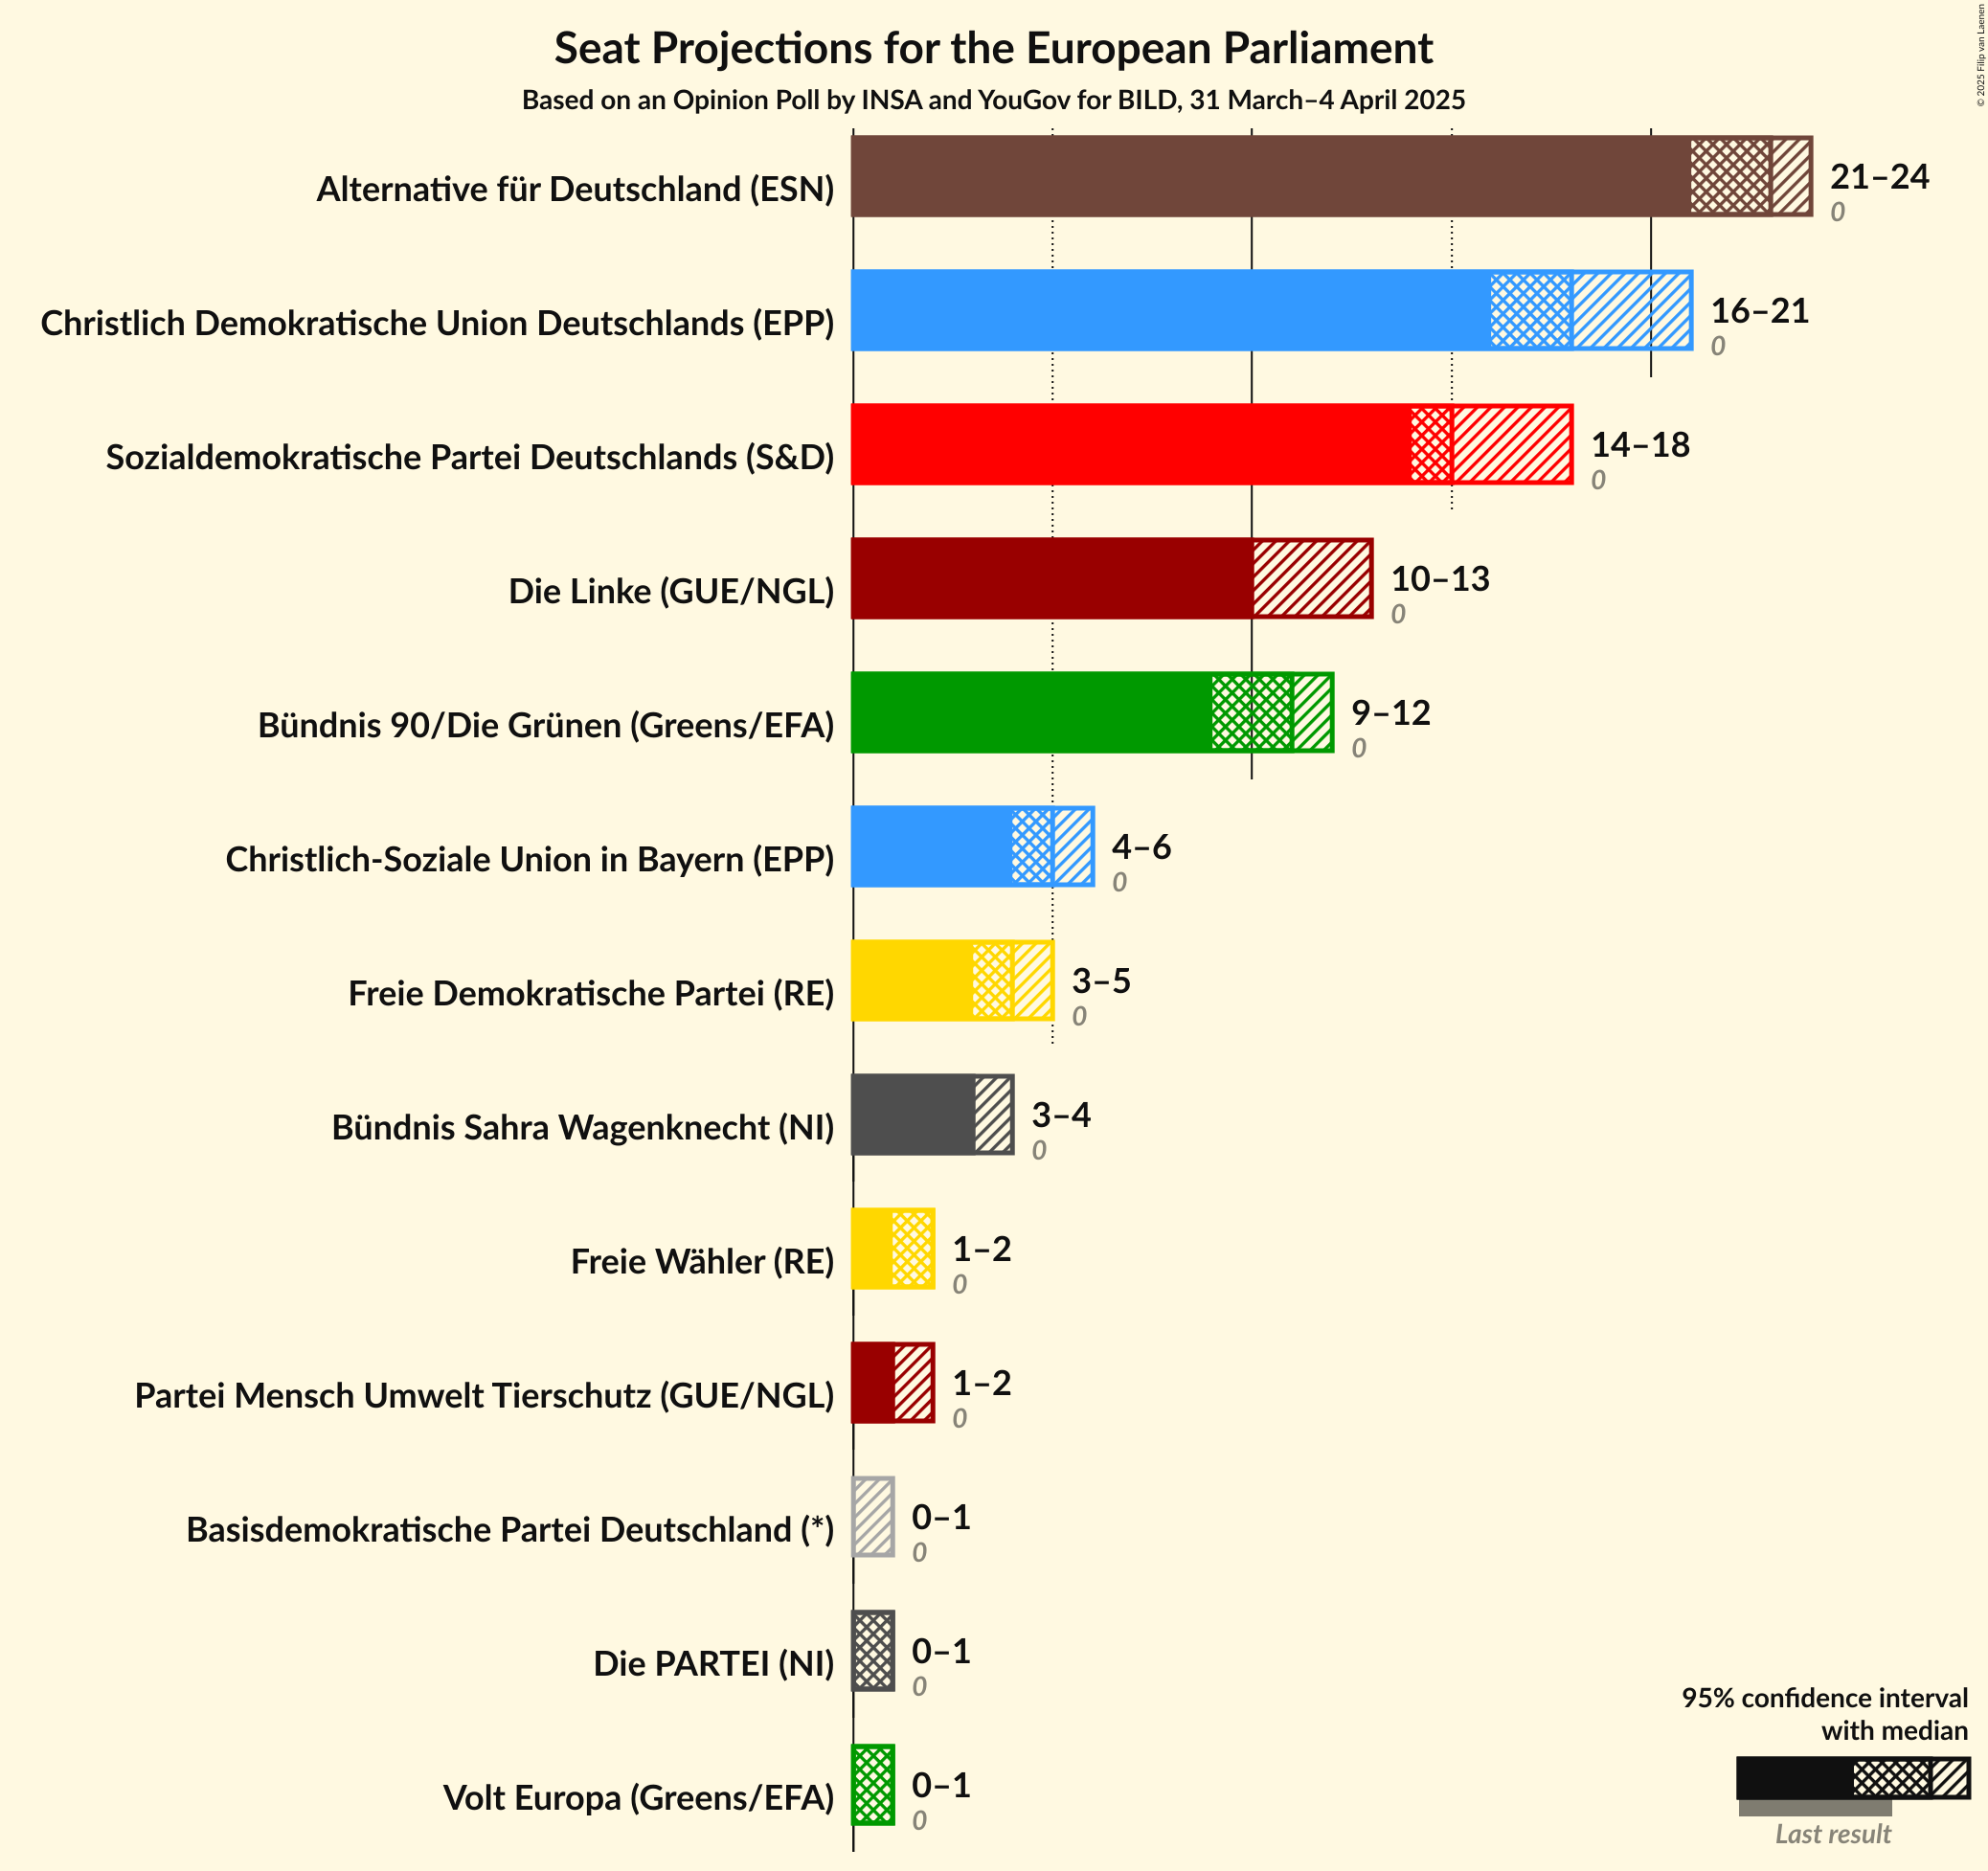 Seat Projections for the European Parliament
Based on an Opinion Poll by INSA and YouGov for BILD, 31 March–4 April 2025
© 2025 Filip van Laenen
Alternative für Deutschland (ESN)
21–24
0
Christlich Demokratische Union Deutschlands (EPP)
16–21
0
Sozialdemokratische Partei Deutschlands (S&D)
14–18
0
Die Linke (GUE/NGL)
10–13
0
Bündnis 90/Die Grünen (Greens/EFA)
9–12
0
Christlich-Soziale Union in Bayern (EPP)
4–6
0
Freie Demokratische Partei (RE)
3–5
0
Bündnis Sahra Wagenknecht (NI)
3–4
0
Freie Wähler (RE)
1–2
0
Partei Mensch Umwelt Tierschutz (GUE/NGL)
1–2
0
Basisdemokratische Partei Deutschland (*)
0–1
0
Die PARTEI (NI)
0–1
0
Volt Europa (Greens/EFA)
0–1
0
95% confidence interval
with median
Last result